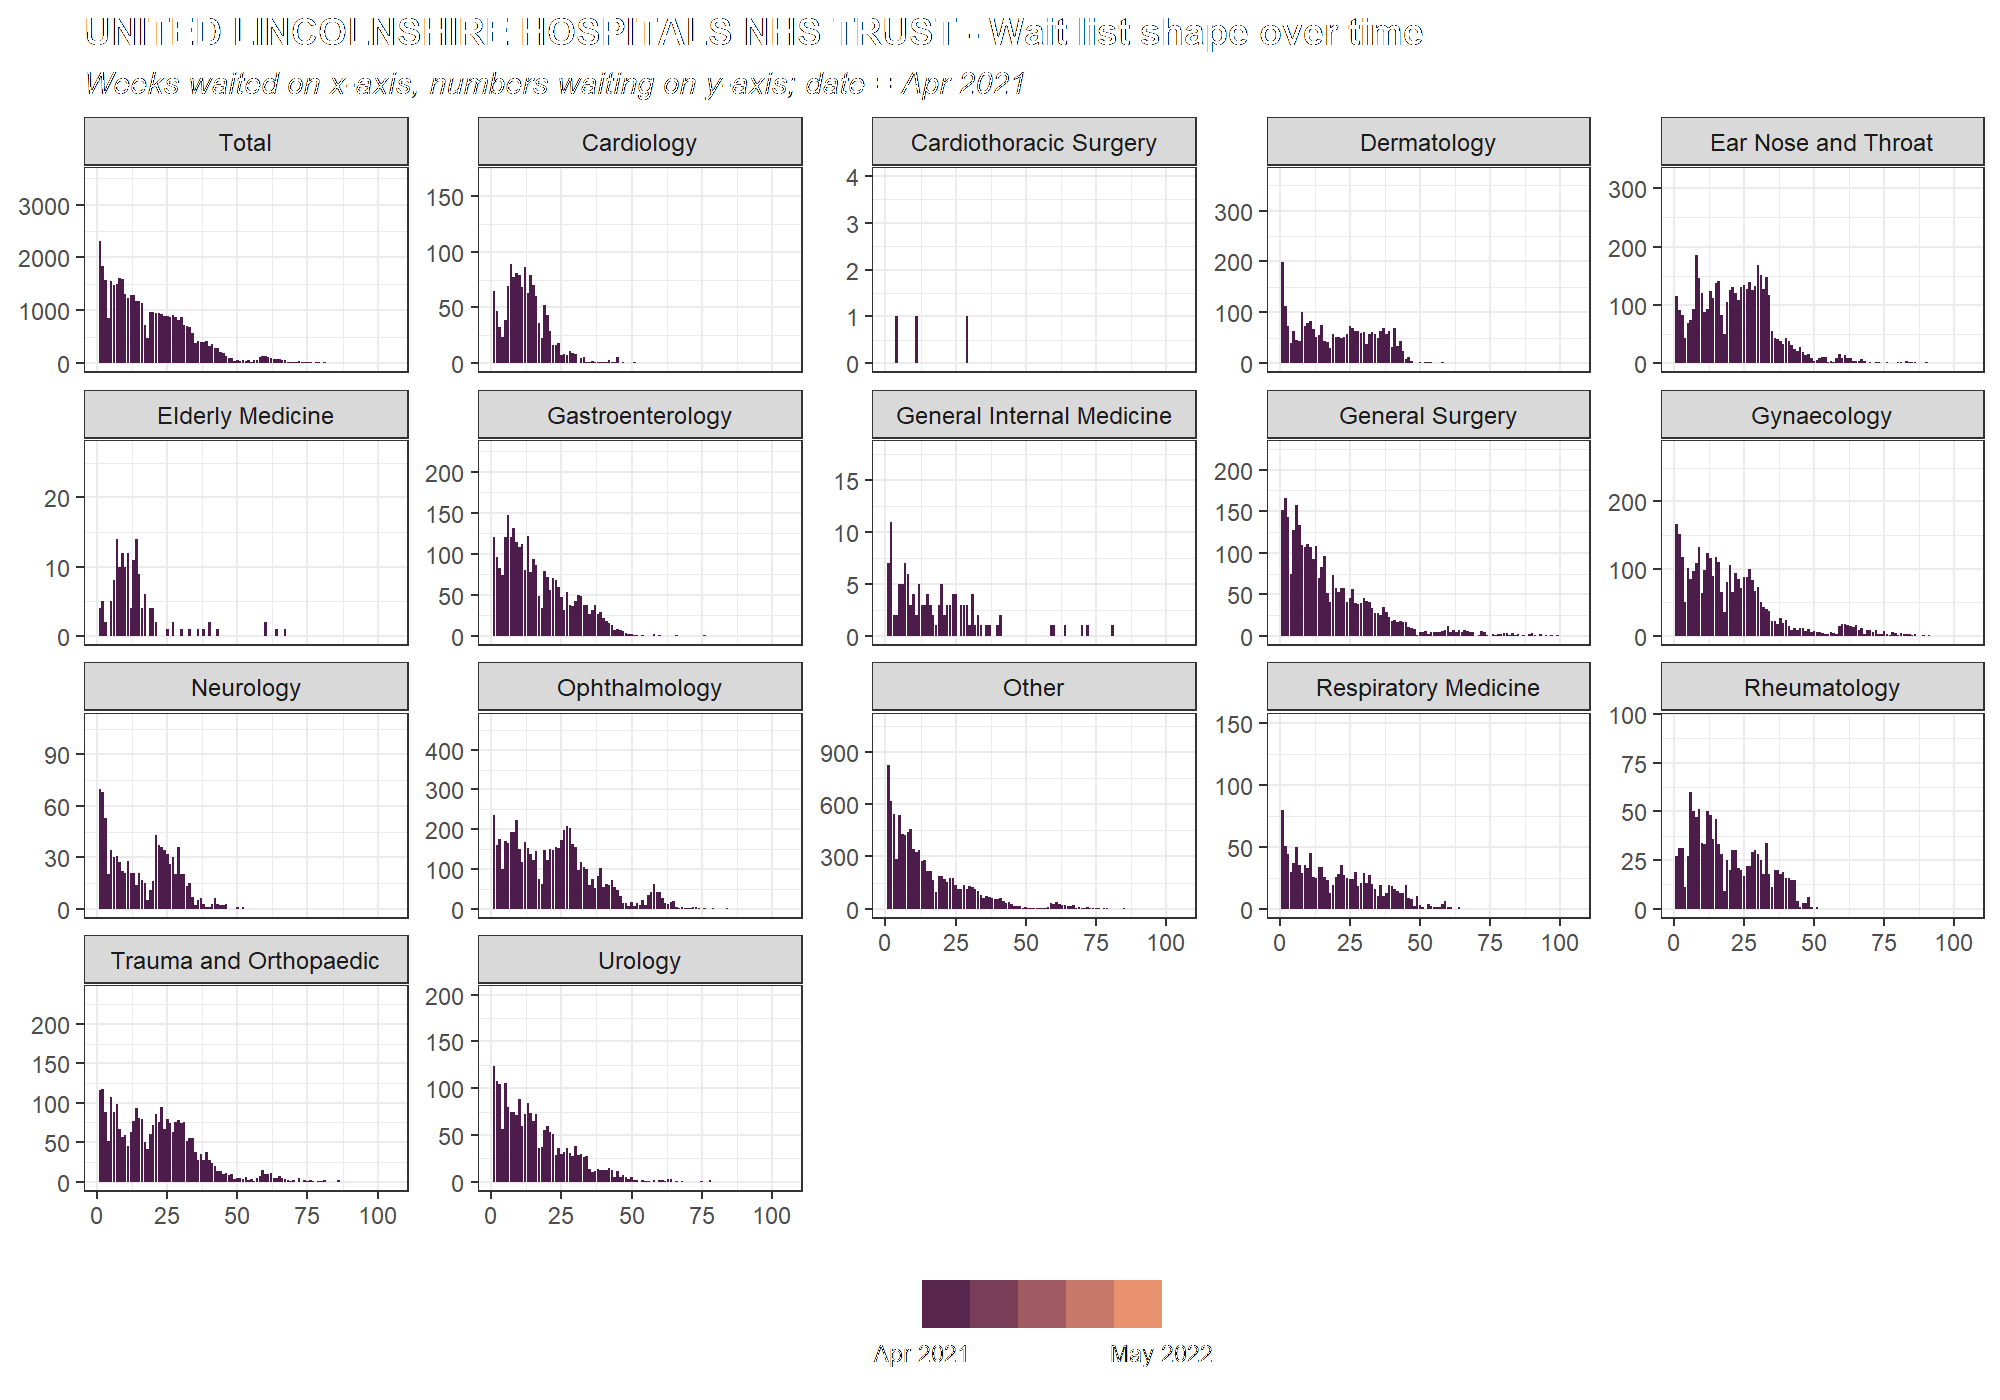 UNITED LINCOLNSHIRE HOSPITALS NHS TRUST - Wait list shape over time
Weeks waited on x-axis, numbers waiting on y-axis; date = Apr 2021
Total
Cardiology
Cardiothoracic Surgery
Dermatology
Ear Nose and Throat
3000
2000
1000
0
150
100
50
0
4
3
2
1
0
300
200
100
0
300
200
100
0
Elderly Medicine
Gastroenterology
General Internal Medicine
General Surgery
Gynaecology
20
10
0
200
150
100
50
0
15
10
5
0
200
150
100
50
0
200
100
0
Neurology
Ophthalmology
Other
Respiratory Medicine
Rheumatology
90
60
30
0
400
300
200
100
0
900
600
300
0
150
100
50
0
100
75
50
25
0
0 25 50 75 100
0 25 50 75 100
0 25 50 75 100
Trauma and Orthopaedic
Urology
200
150
100
50
0
200
150
100
50
0
0 25 50 75 100
0 25 50 75 100
Apr 2021
May 2022